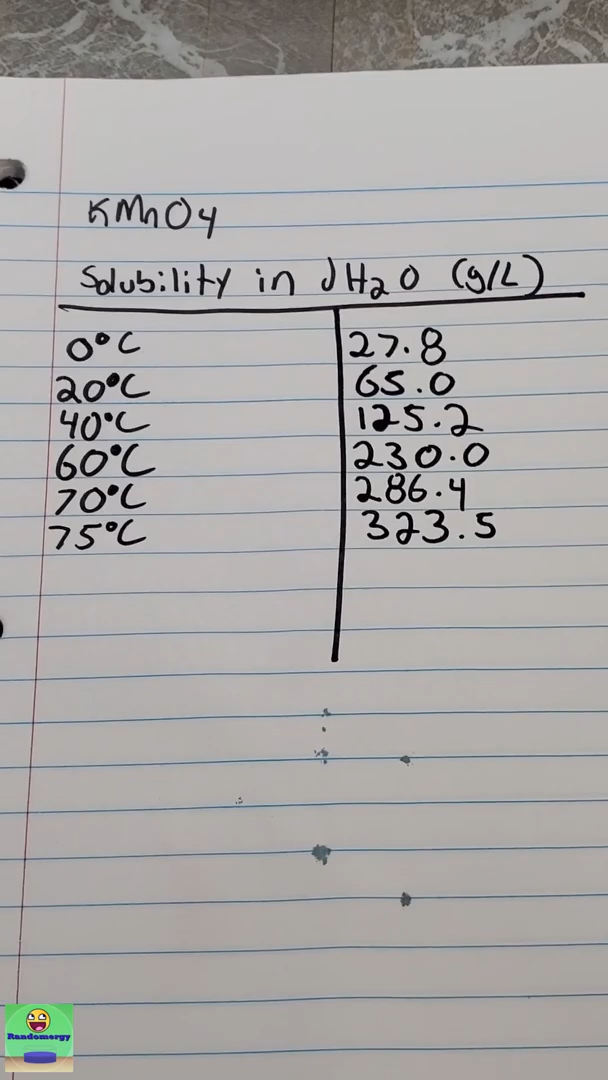 KMnO4
Solubility in dH2O (g/L)
0°C 27.8
20°C 65.0
40°C 125.2
60°C 230.0
70°C 286.4
75°C 323.5
Randomergy